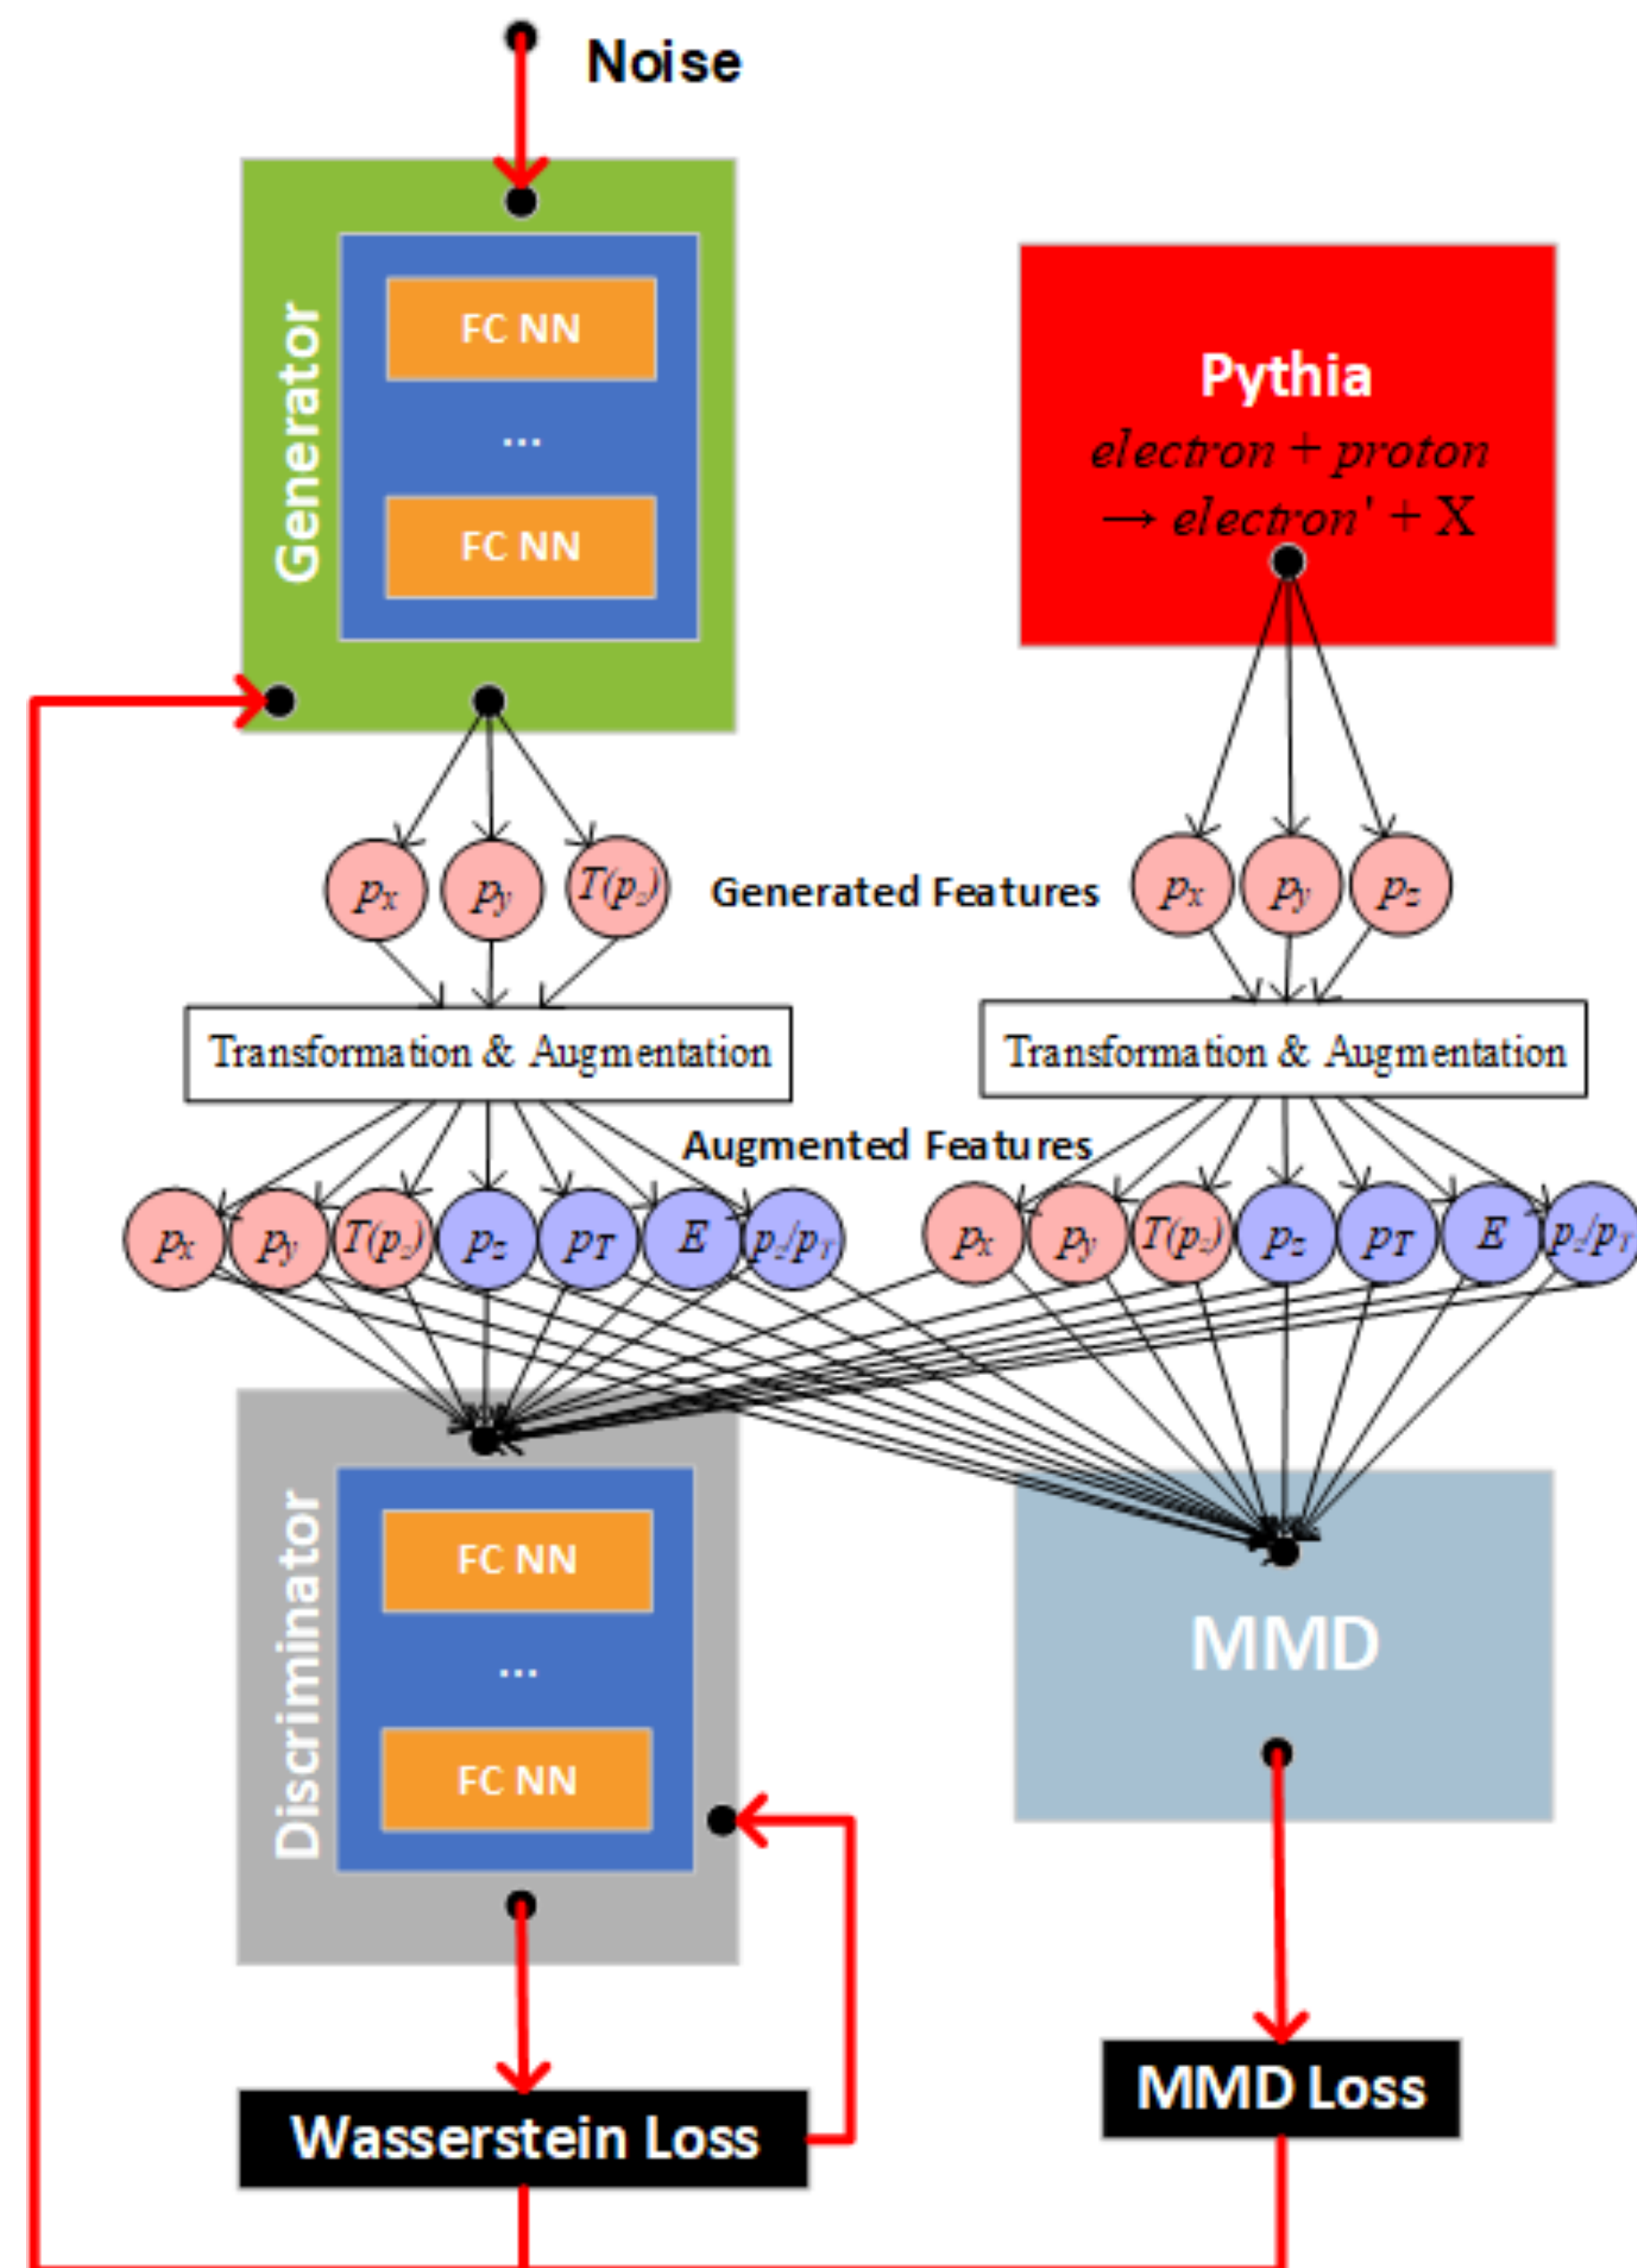 Noise
Generator
FC NN
...
FC NN
Pythia
electron + proton
→ electron' + X
px py T(pz)
Generated Features
px py pz
Transformation & Augmentation
Transformation & Augmentation
Augmented Features
px py T(pz) pz pT E pz/pT
px py T(pz) pz pT E pz/pT
Discriminator
FC NN
...
FC NN
MMD
Wasserstein Loss
MMD Loss